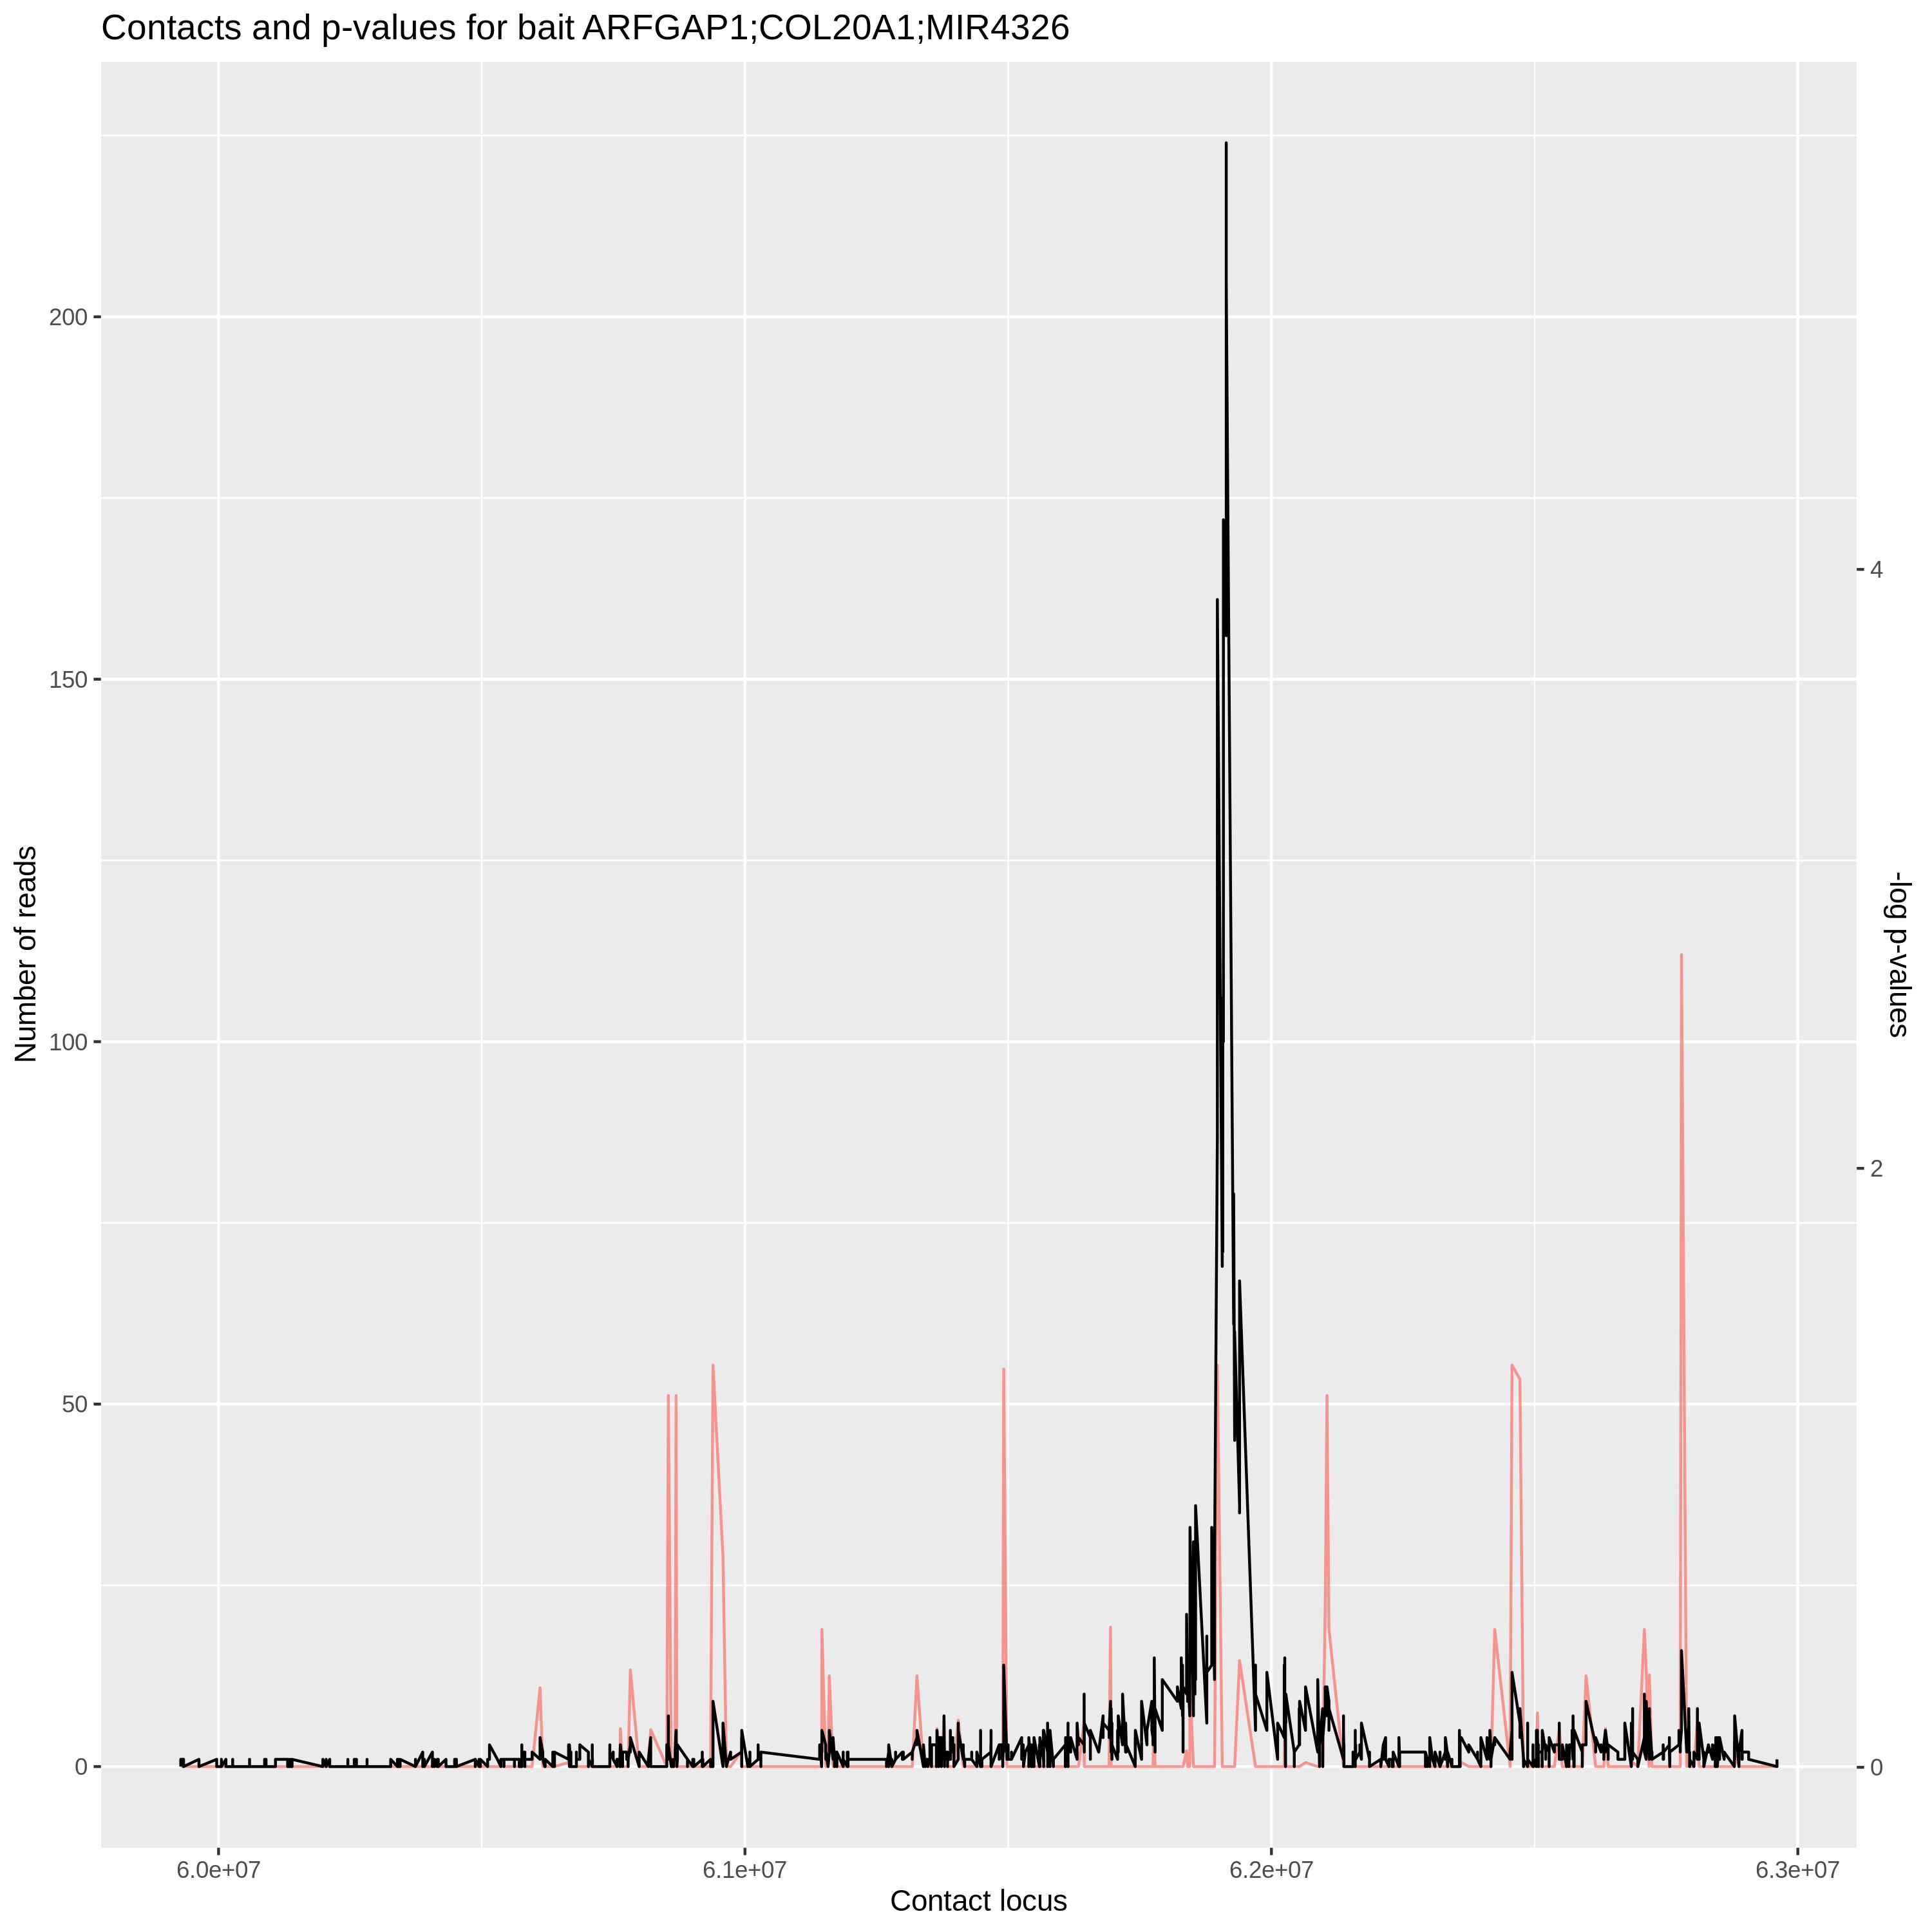 Contacts and p-values for bait ARFGAP1;COL20A1;MIR4326
200
150
100
50
0
Number of reads
4
2
0
-log p-values
6.0e+07 6.1e+07 6.2e+07 6.3e+07
Contact locus